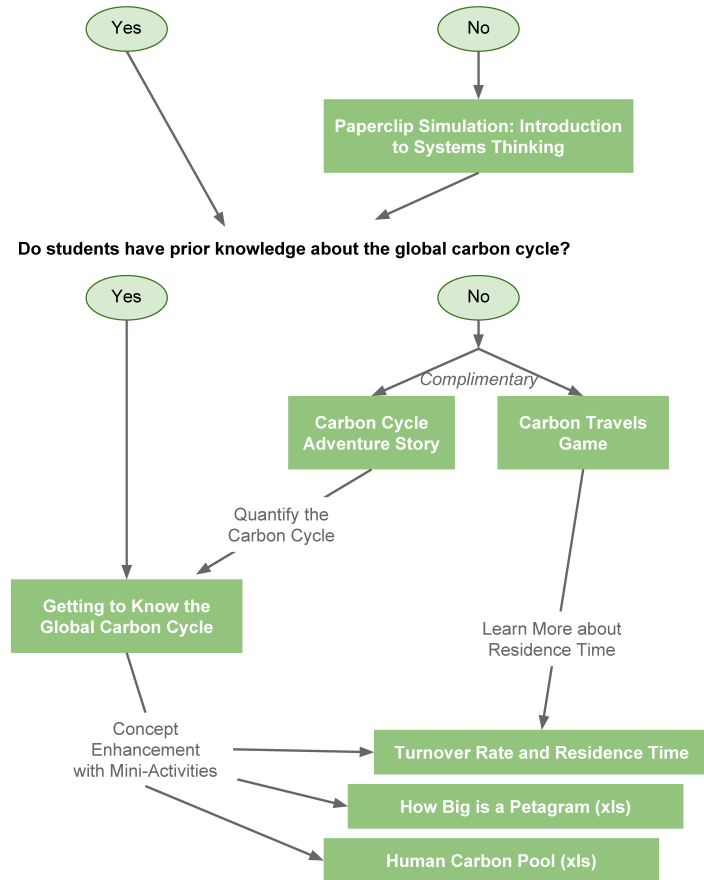 Yes
No
Paperclip Simulation: Introduction
to Systems Thinking
Do students have prior knowledge about the global carbon cycle?
Yes
No
Complimentary
Carbon Cycle
Adventure Story
Carbon Travels
Game
Quantify the
Carbon Cycle
Getting to Know the
Global Carbon Cycle
Learn More about
Residence Time
Concept
Enhancement
with Mini-Activities
Turnover Rate and Residence Time
How Big is a Petagram (xls)
Human Carbon Pool (xls)